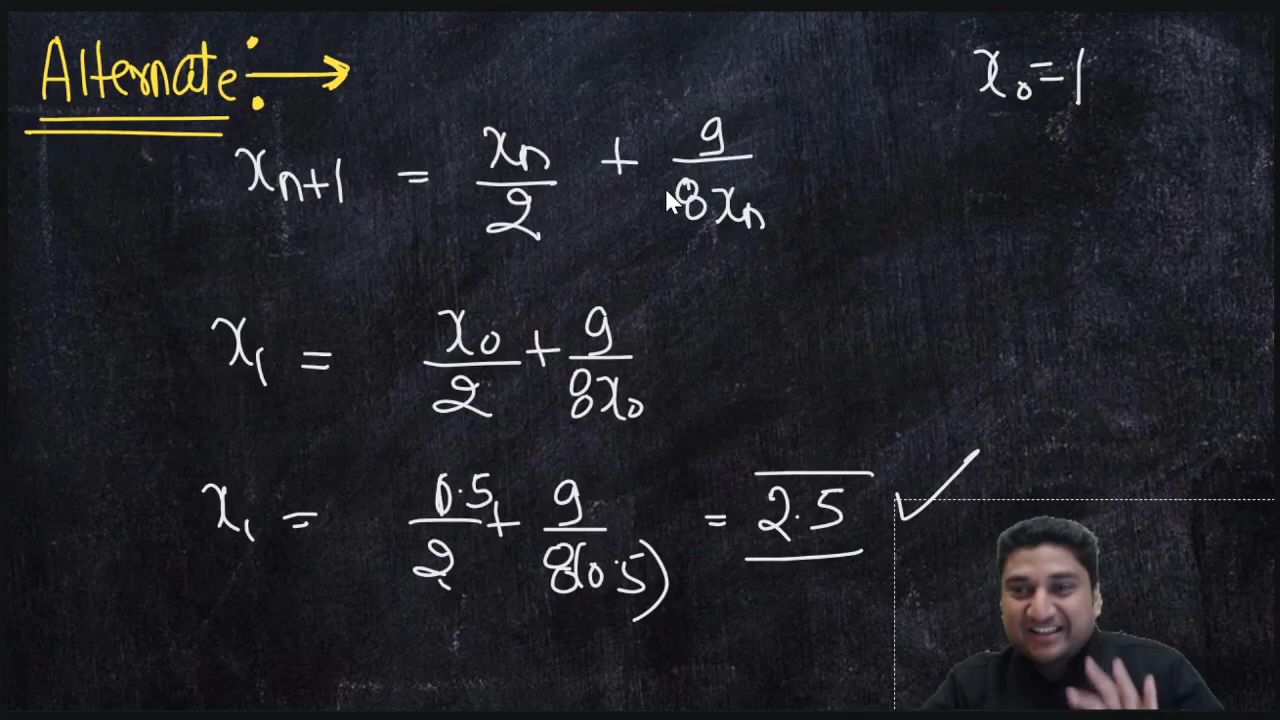 Alternate:→
x₀=1
xₙ₊₁ = xₙ/2 + 9/8xₙ
x₁ = x₀/2 + 9/8x₀
x₁ = 0.5/2 + 9/8(0.5) = 2.5 ✓